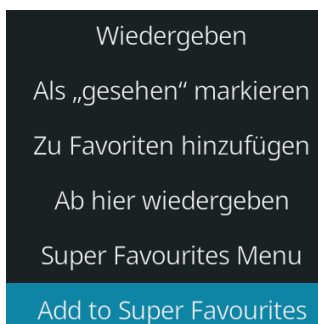 Wiedergeben
Als „gesehen“ markieren
Zu Favoriten hinzufügen
Ab hier wiedergeben
Super Favourites Menu
Add to Super Favourites